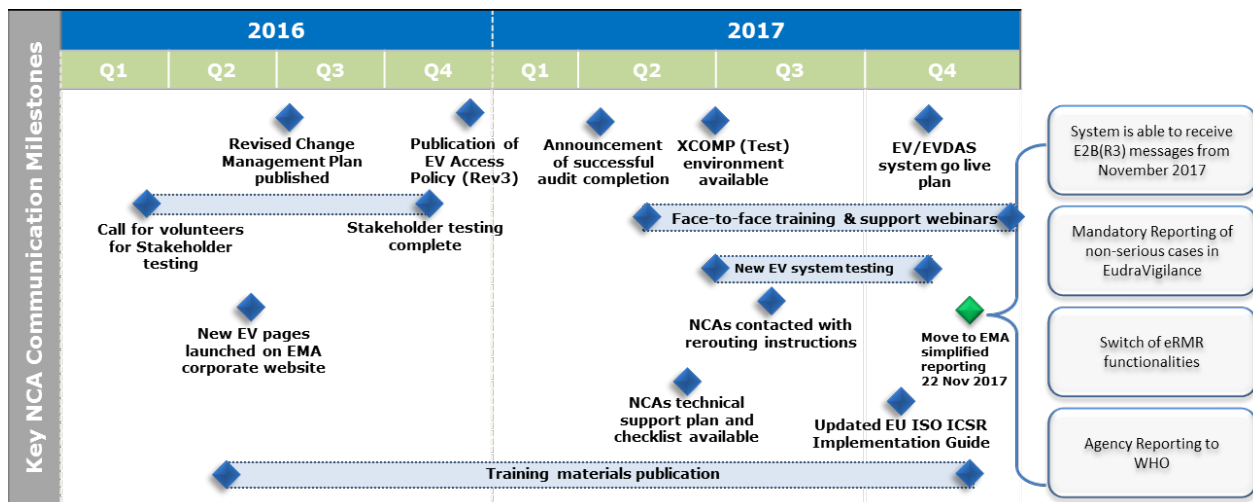 Key NCA Communication Milestones
2016
2017
Q1
Q2
Q3
Q4
Q1
Q2
Q3
Q4
Revised Change
Management Plan
published
Publication of
EV Access
Policy (Rev3)
Announcement
of successful
audit completion
XCOMP (Test)
environment
available
EV/EVDAS
system go live
plan
Call for volunteers
for Stakeholder
testing
Stakeholder testing
complete
Face-to-face training & support webinars
New EV system testing
New EV pages
launched on EMA
corporate website
NCAs contacted with
rerouting instructions
Move to EMA
simplified
reporting
22 Nov 2017
NCAs technical
support plan and
checklist available
Updated EU ISO ICSR
Implementation Guide
Training materials publication
System is able to receive
E2B(R3) messages from
November 2017
Mandatory Reporting of
non-serious cases in
EudraVigilance
Switch of eRMR
functionalities
Agency Reporting to
WHO